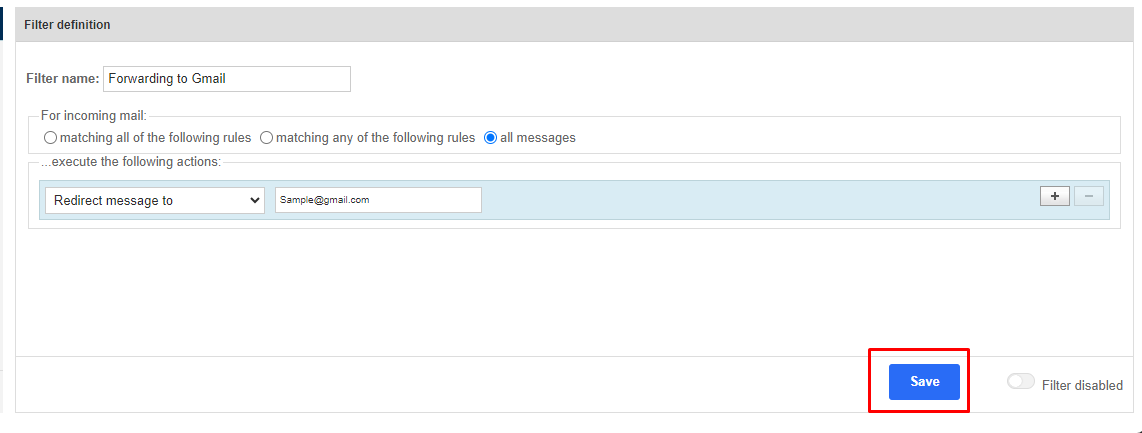 Filter definition
Filter name: Forwarding to Gmail
For incoming mail:
matching all of the following rules matching any of the following rules all messages
...execute the following actions:
Redirect message to Sample@gmail.com + −
Save Filter disabled